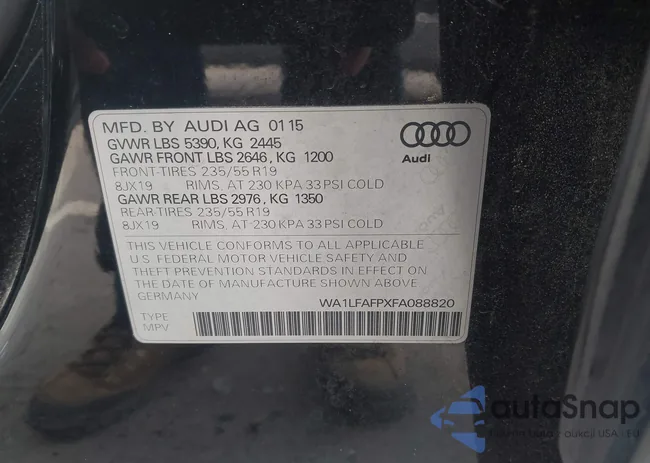 MFD. BY AUDI AG 01 15
GVWR LBS 5390, KG 2445
GAWR FRONT LBS 2646, KG 1200
FRONT-TIRES 235/55 R19
8JX19 RIMS, AT 230 KPA 33 PSI COLD
GAWR REAR LBS 2976, KG 1350
REAR-TIRES 235/55 R19
8JX19 RIMS, AT 230 KPA 33 PSI COLD
Audi
THIS VEHICLE CONFORMS TO ALL APPLICABLE
U.S. FEDERAL MOTOR VEHICLE SAFETY AND
THEFT PREVENTION STANDARDS IN EFFECT ON
THE DATE OF MANUFACTURE SHOWN ABOVE
GERMANY
WA1LFAFPXFA088820
TYPE
MPV
autoSnap
z aukcji USA - EU